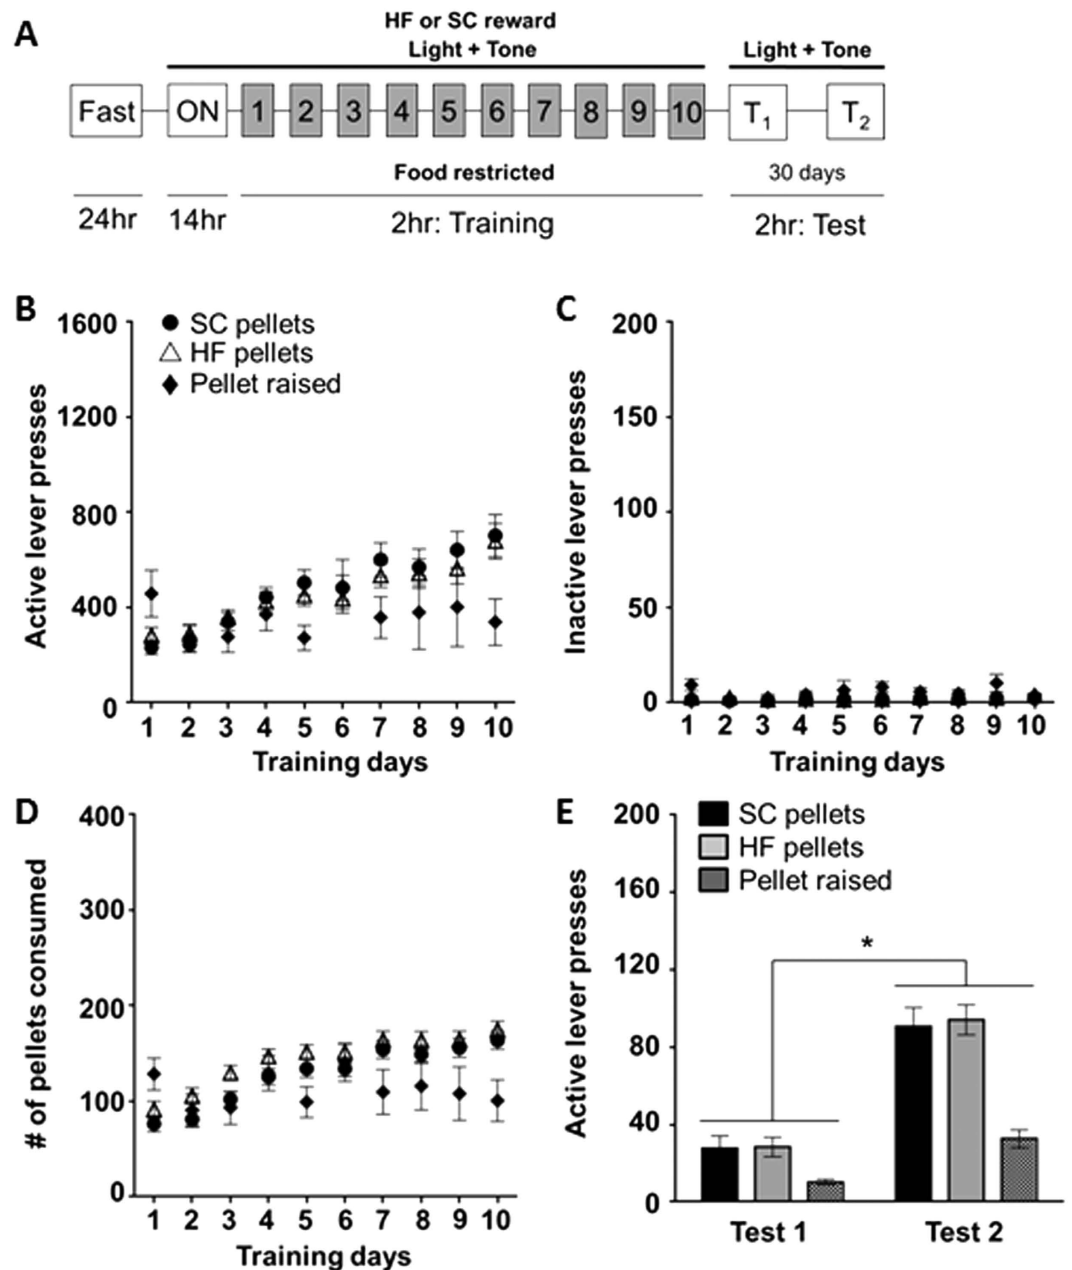 A
HF or SC reward
Light + Tone
Light + Tone
Fast ON 1 2 3 4 5 6 7 8 9 10 T1 T2
Food restricted 30 days
24hr 14hr 2hr: Training 2hr: Test
B
SC pellets
HF pellets
Pellet raised
Active lever presses
1600
1200
800
400
0
1 2 3 4 5 6 7 8 9 10
Training days
C
Inactive lever presses
200
150
100
50
0
1 2 3 4 5 6 7 8 9 10
Training days
D
# of pellets consumed
400
300
200
100
0
1 2 3 4 5 6 7 8 9 10
Training days
E
SC pellets
HF pellets
Pellet raised
Active lever presses
200
160
120
80
40
0
*
Test 1 Test 2